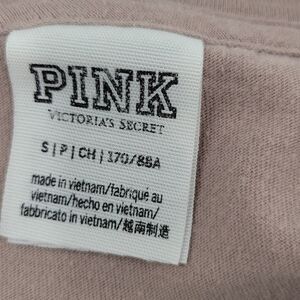 PINK
VICTORIA'S SECRET
S | P | CH | 170/88A
made in vietnam/fabriqué au
vietnam/hecho en vietnam/
fabbricato in vietnam/越南制造